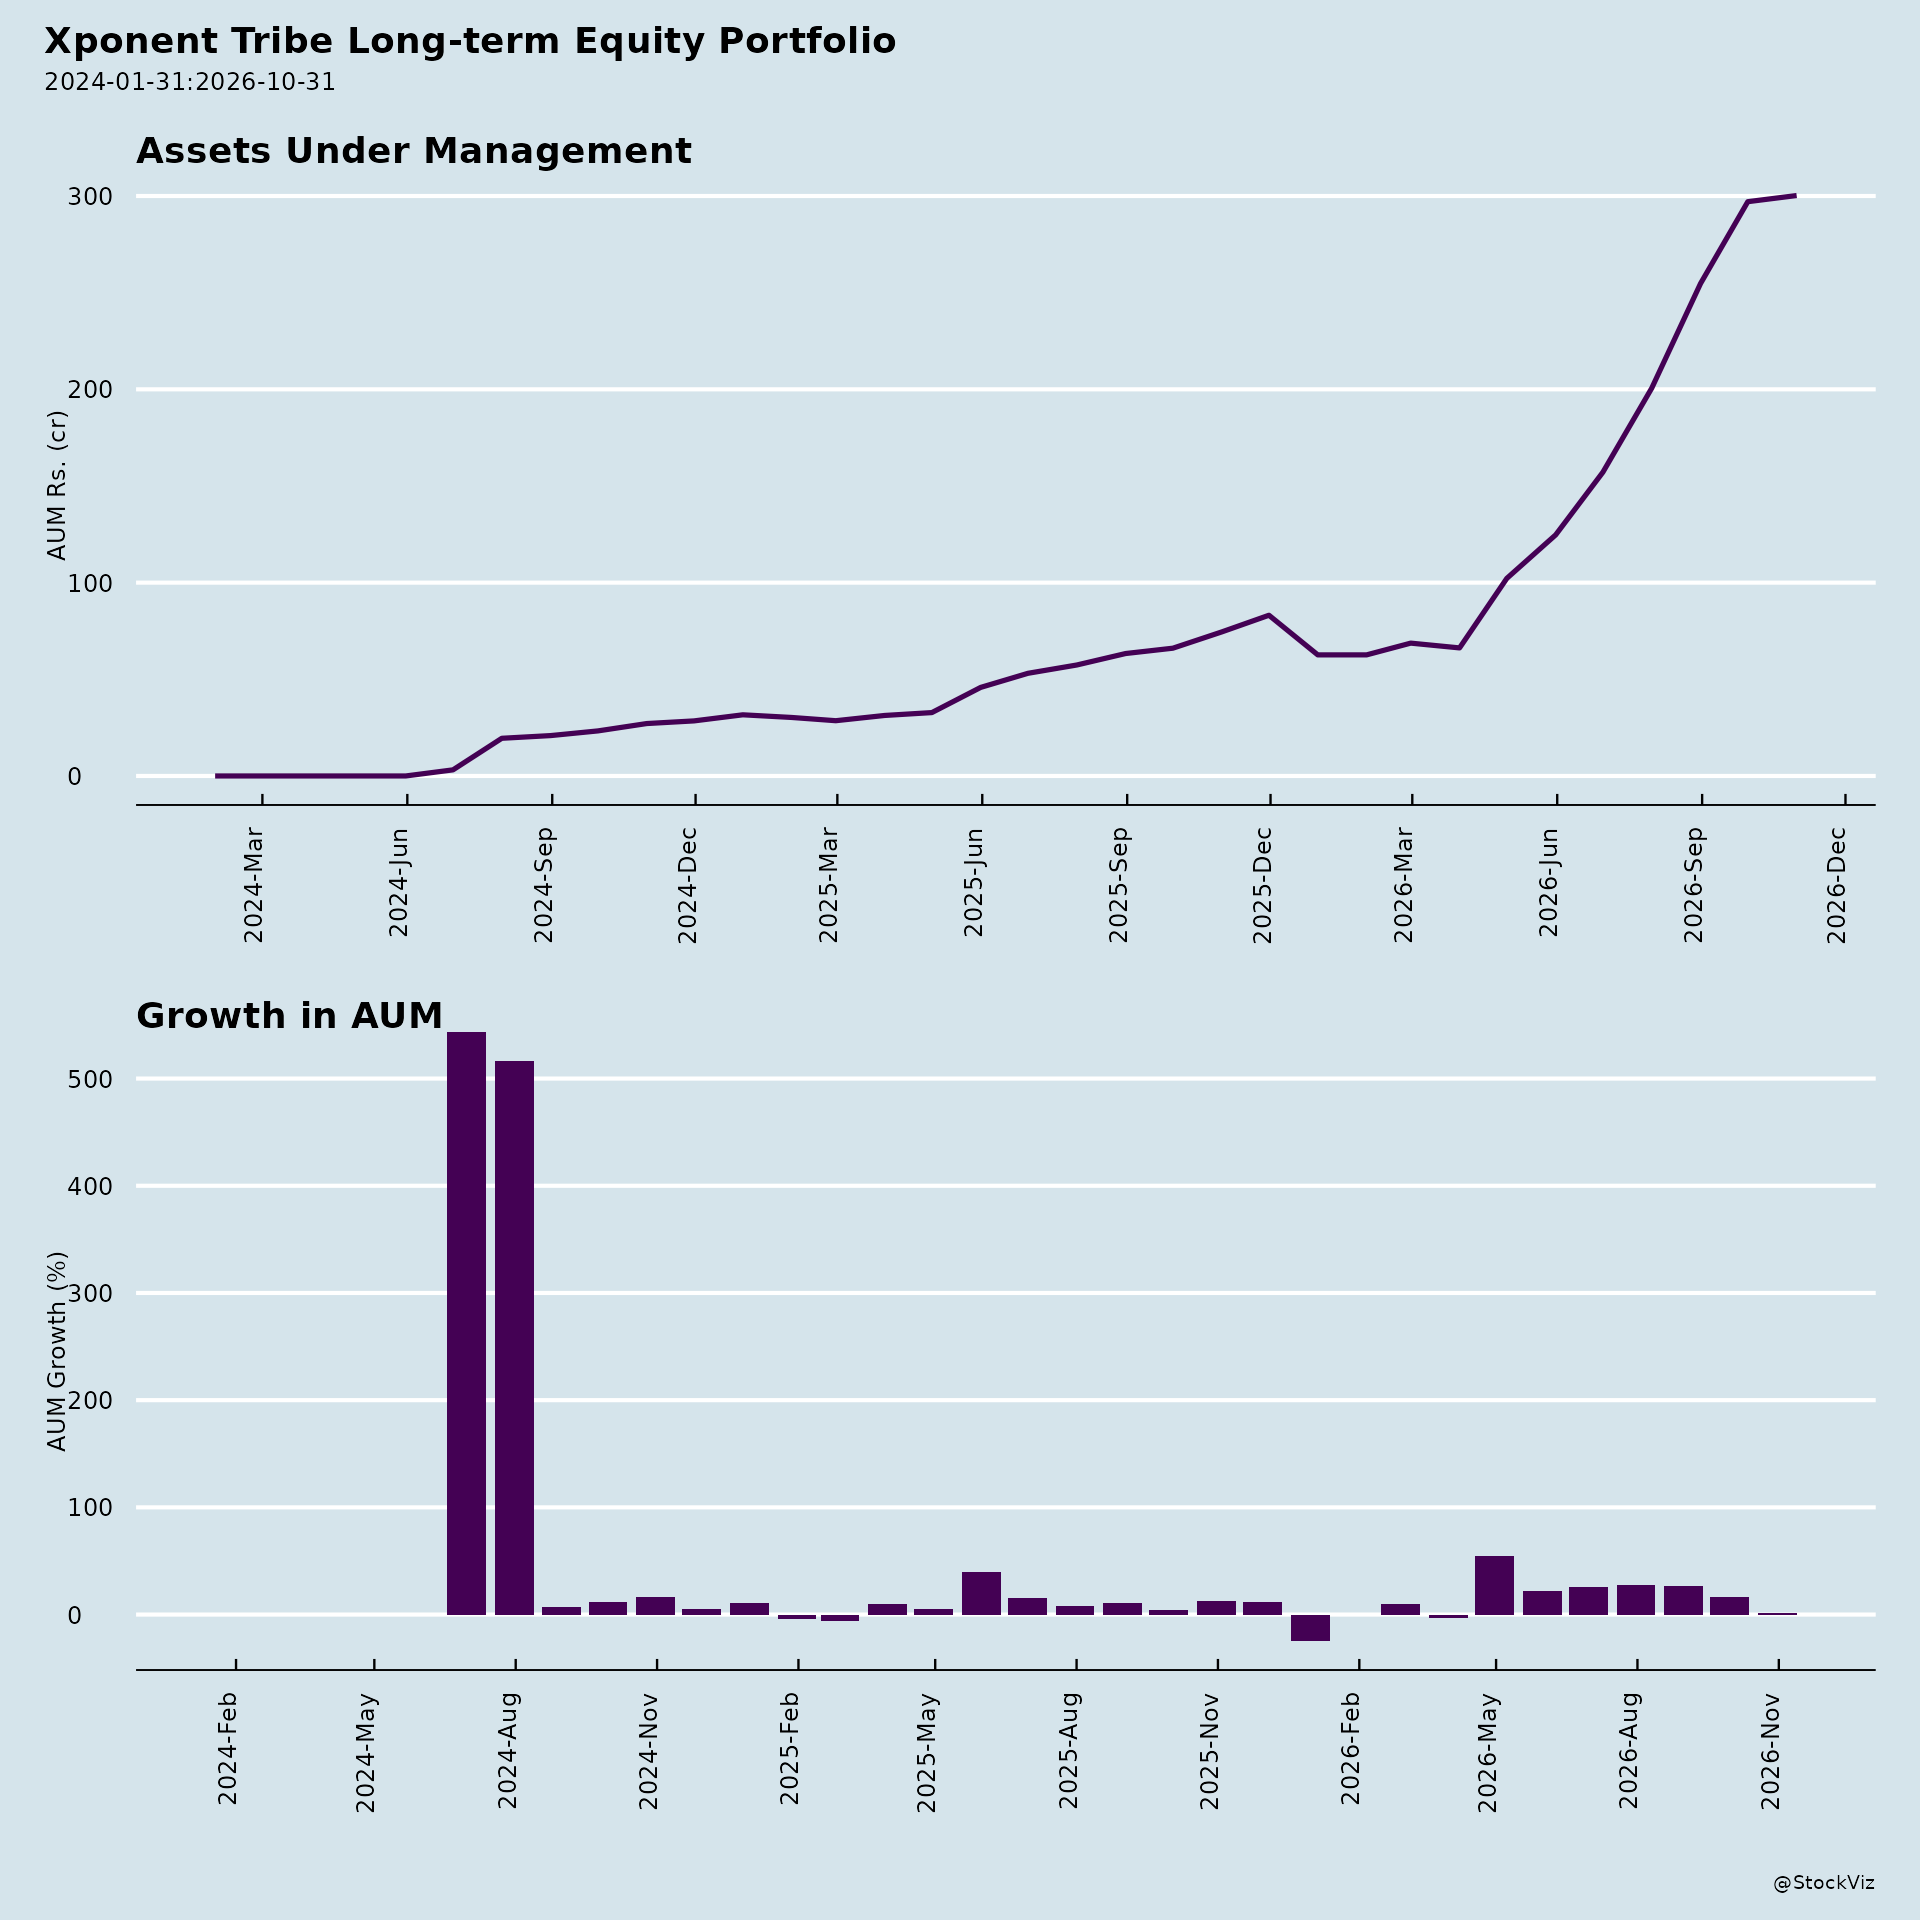 Xponent Tribe Long-term Equity Portfolio
2024-01-31:2026-10-31
Assets Under Management
AUM Rs. (cr)
300
200
100
0
2024-Mar
2024-Jun
2024-Sep
2024-Dec
2025-Mar
2025-Jun
2025-Sep
2025-Dec
2026-Mar
2026-Jun
2026-Sep
2026-Dec
Growth in AUM
AUM Growth (%)
500
400
300
200
100
0
2024-Feb
2024-May
2024-Aug
2024-Nov
2025-Feb
2025-May
2025-Aug
2025-Nov
2026-Feb
2026-May
2026-Aug
2026-Nov
@StockViz